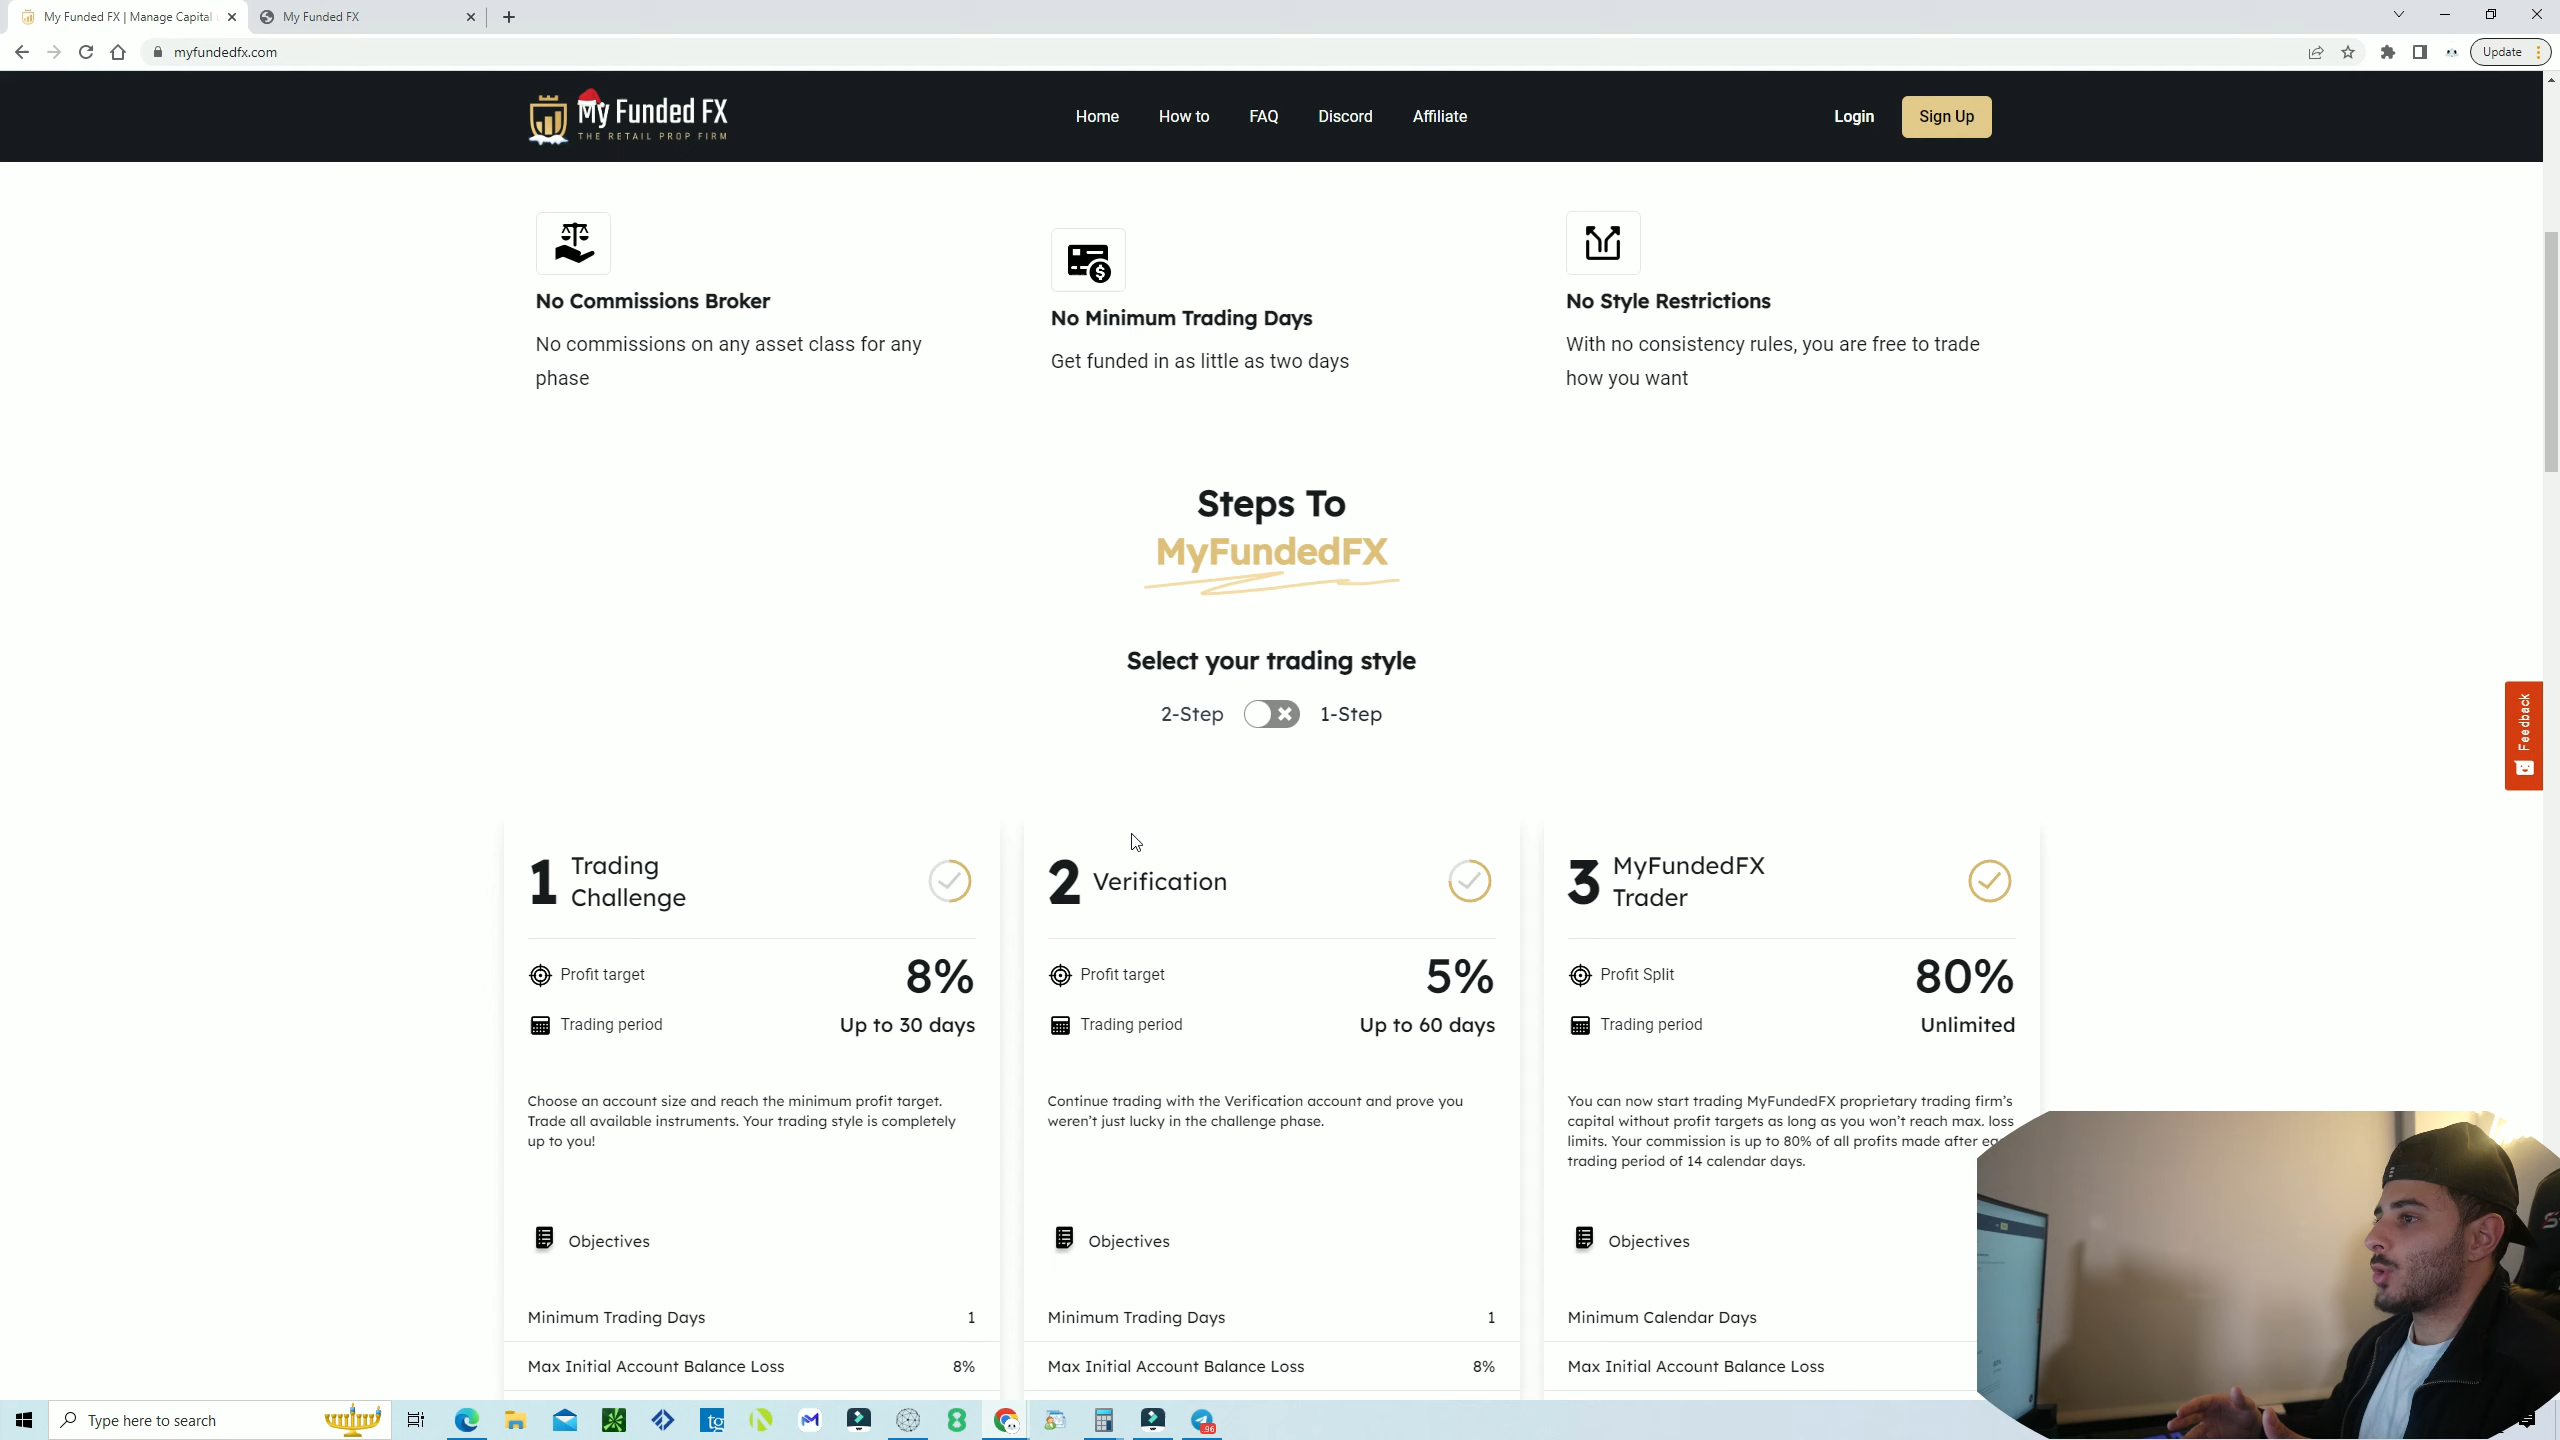 My Funded FX | Manage Capital
My Funded FX
myfundedfx.com
Update
My Funded FX
THE RETAIL PROP FIRM
Home
How to
FAQ
Discord
Affiliate
Login
Sign Up
No Commissions Broker
No commissions on any asset class for any
phase
No Minimum Trading Days
Get funded in as little as two days
No Style Restrictions
With no consistency rules, you are free to trade
how you want
Steps To
MyFundedFX
Select your trading style
2-Step
1-Step
Feedback
1 Trading
Challenge
Profit target 8%
Trading period Up to 30 days
Choose an account size and reach the minimum profit target.
Trade all available instruments. Your trading style is completely
up to you!
Objectives
Minimum Trading Days 1
Max Initial Account Balance Loss 8%
2 Verification
Profit target 5%
Trading period Up to 60 days
Continue trading with the Verification account and prove you
weren't just lucky in the challenge phase.
Objectives
Minimum Trading Days 1
Max Initial Account Balance Loss 8%
3 MyFundedFX
Trader
Profit Split 80%
Trading period Unlimited
You can now start trading MyFundedFX proprietary trading firm's
capital without profit targets as long as you won't reach max. loss
limits. Your commission is up to 80% of all profits made after
trading period of 14 calendar days.
Objectives
Minimum Calendar Days
Max Initial Account Balance Loss
Type here to search
tg
96